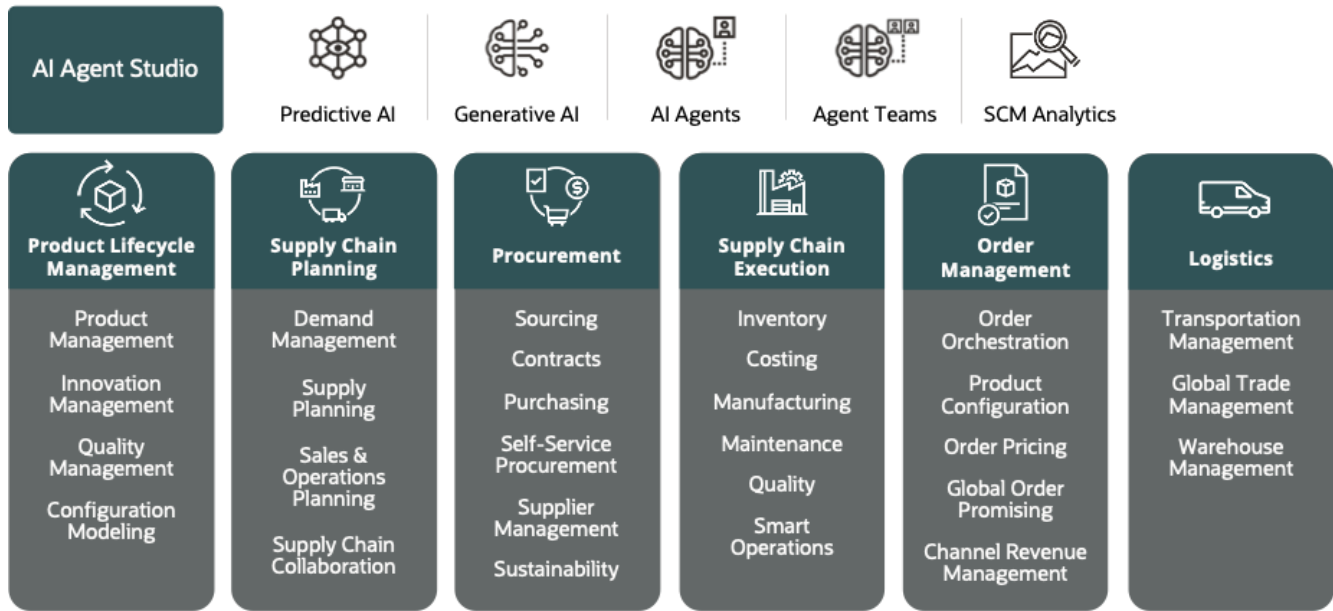 AI Agent Studio
Predictive AI
Generative AI
AI Agents
Agent Teams
SCM Analytics
Product Lifecycle
Management
Product
Management
Innovation
Management
Quality
Management
Configuration
Modeling
Supply Chain
Planning
Demand
Management
Supply
Planning
Sales &
Operations
Planning
Supply Chain
Collaboration
Procurement
Sourcing
Contracts
Purchasing
Self-Service
Procurement
Supplier
Management
Sustainability
Supply Chain
Execution
Inventory
Costing
Manufacturing
Maintenance
Quality
Smart
Operations
Order
Management
Order
Orchestration
Product
Configuration
Order Pricing
Global Order
Promising
Channel Revenue
Management
Logistics
Transportation
Management
Global Trade
Management
Warehouse
Management